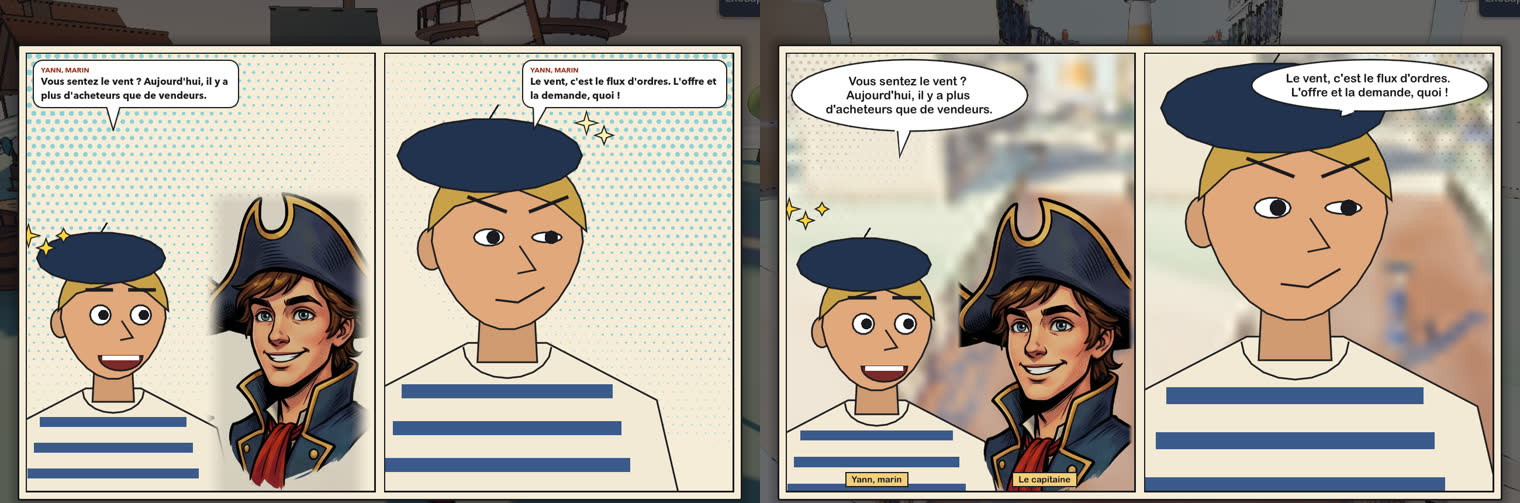 YANN, MARIN
Vous sentez le vent ? Aujourd'hui, il y a
plus d'acheteurs que de vendeurs.
YANN, MARIN
Le vent, c'est le flux d'ordres. L'offre et
la demande, quoi !
Vous sentez le vent ?
Aujourd'hui, il y a plus
d'acheteurs que de vendeurs.
Yann, marin
Le capitaine
Le vent, c'est le flux d'ordres.
L'offre et la demande, quoi !